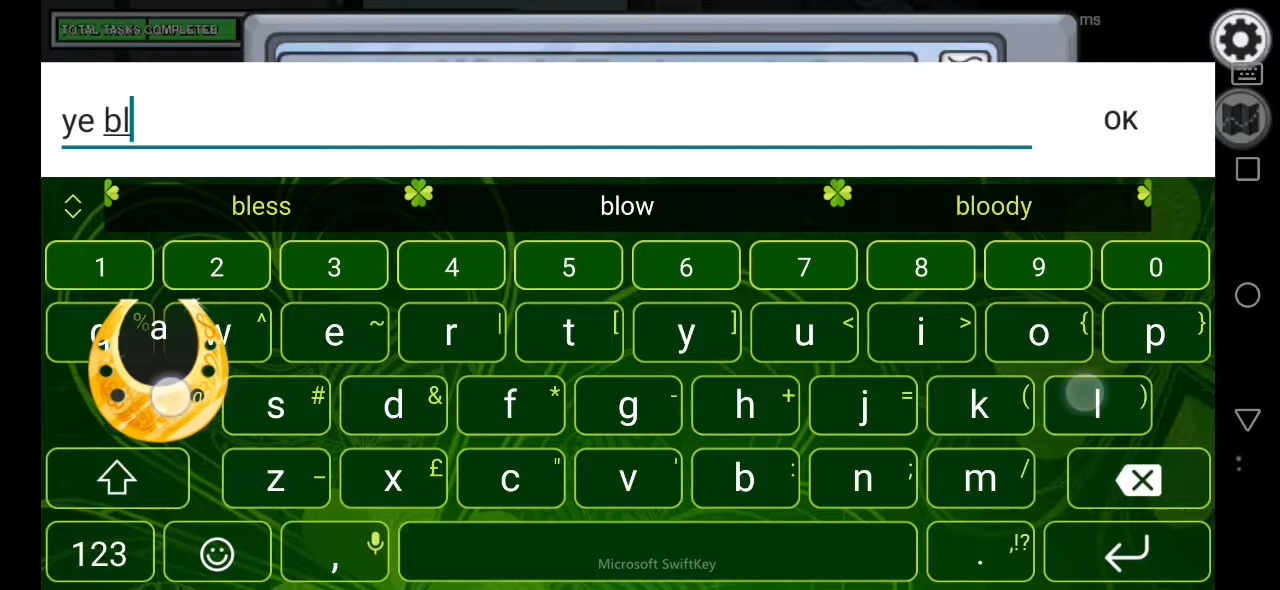 TOTAL TASKS COMPLETED
ms
ye bl
OK
bless blow bloody
1 2 3 4 5 6 7 8 9 0
q % a w ^ e ~ r | t [ y ] u < i > o { p }
@ s # d & f * g - h + j = k ( l )
z _ x £ c " v ' b : n ; m /
123 , Microsoft SwiftKey . ,!?